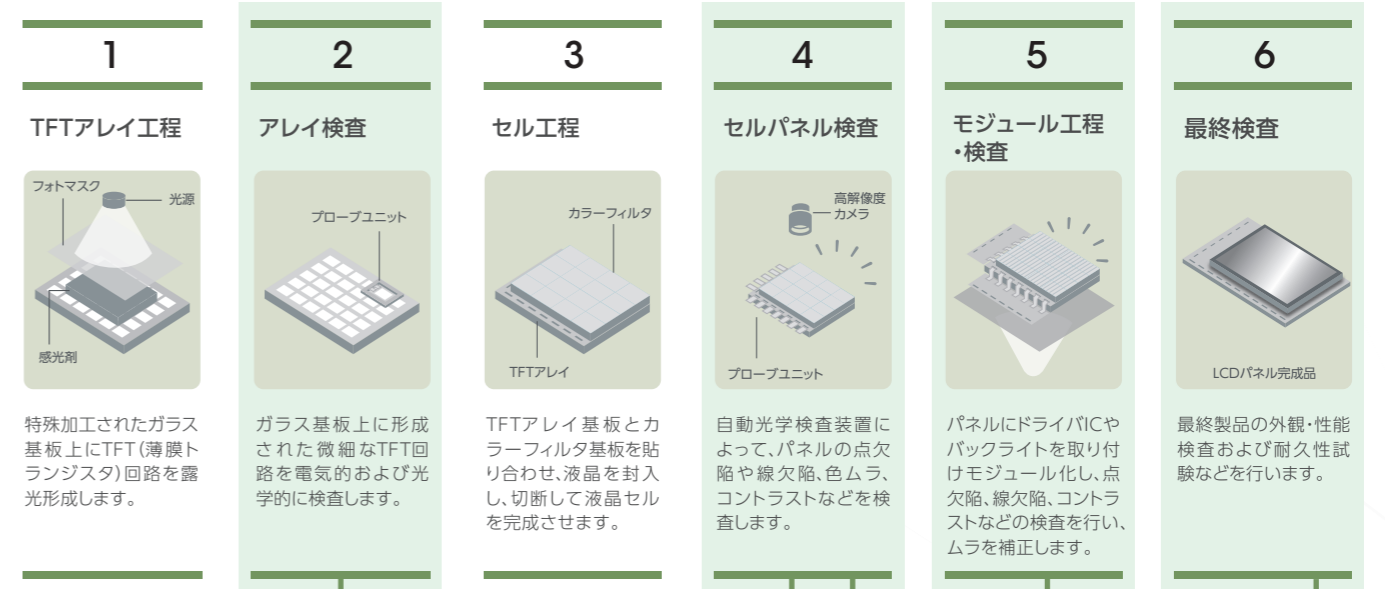 1
TFTアレイ工程
フォトマスク
光源
感光剤
特殊加工されたガラス
基板上にTFT(薄膜ト
ランジスタ)回路を露
光形成します。
2
アレイ検査
プローブユニット
ガラス基板上に形成
された微細なTFT回
路を電気的および光
学的に検査します。
3
セル工程
カラーフィルタ
TFTアレイ
TFTアレイ基板とカ
ラーフィルタ基板を貼
り合わせ、液晶を封入
し、切断して液晶セル
を完成させます。
4
セルパネル検査
高解像度
カメラ
プローブユニット
自動光学検査装置に
よって、パネルの点欠
陥や線欠陥、色ムラ、
コントラストなどを検
査します。
5
モジュール工程
・検査
パネルにドライバICや
バックライトを取り付
けモジュール化し、点
欠陥、線欠陥、コントラ
ストなどの検査を行い、
ムラを補正します。
6
最終検査
LCDパネル完成品
最終製品の外観・性能
検査および耐久性試
験などを行います。